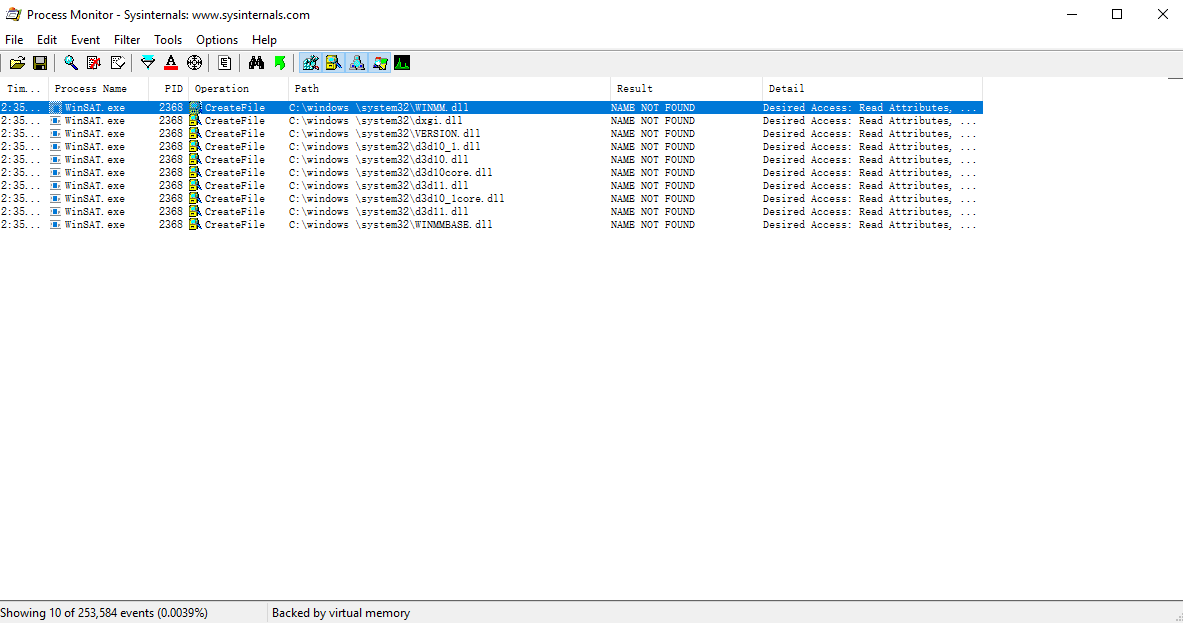 Process Monitor - Sysinternals: www.sysinternals.com
File Edit Event Filter Tools Options Help
Tim... Process Name PID Operation Path Result Detail
2:35... WinSAT.exe 2368 CreateFile C:\windows \system32\WINMM.dll NAME NOT FOUND Desired Access: Read Attributes, ...
2:35... WinSAT.exe 2368 CreateFile C:\windows \system32\dxgi.dll NAME NOT FOUND Desired Access: Read Attributes, ...
2:35... WinSAT.exe 2368 CreateFile C:\windows \system32\VERSION.dll NAME NOT FOUND Desired Access: Read Attributes, ...
2:35... WinSAT.exe 2368 CreateFile C:\windows \system32\d3d10_1.dll NAME NOT FOUND Desired Access: Read Attributes, ...
2:35... WinSAT.exe 2368 CreateFile C:\windows \system32\d3d10.dll NAME NOT FOUND Desired Access: Read Attributes, ...
2:35... WinSAT.exe 2368 CreateFile C:\windows \system32\d3d10core.dll NAME NOT FOUND Desired Access: Read Attributes, ...
2:35... WinSAT.exe 2368 CreateFile C:\windows \system32\d3d11.dll NAME NOT FOUND Desired Access: Read Attributes, ...
2:35... WinSAT.exe 2368 CreateFile C:\windows \system32\d3d10_1core.dll NAME NOT FOUND Desired Access: Read Attributes, ...
2:35... WinSAT.exe 2368 CreateFile C:\windows \system32\d3d11.dll NAME NOT FOUND Desired Access: Read Attributes, ...
2:35... WinSAT.exe 2368 CreateFile C:\windows \system32\WINMMBASE.dll NAME NOT FOUND Desired Access: Read Attributes, ...
Showing 10 of 253,584 events (0.0039%) Backed by virtual memory